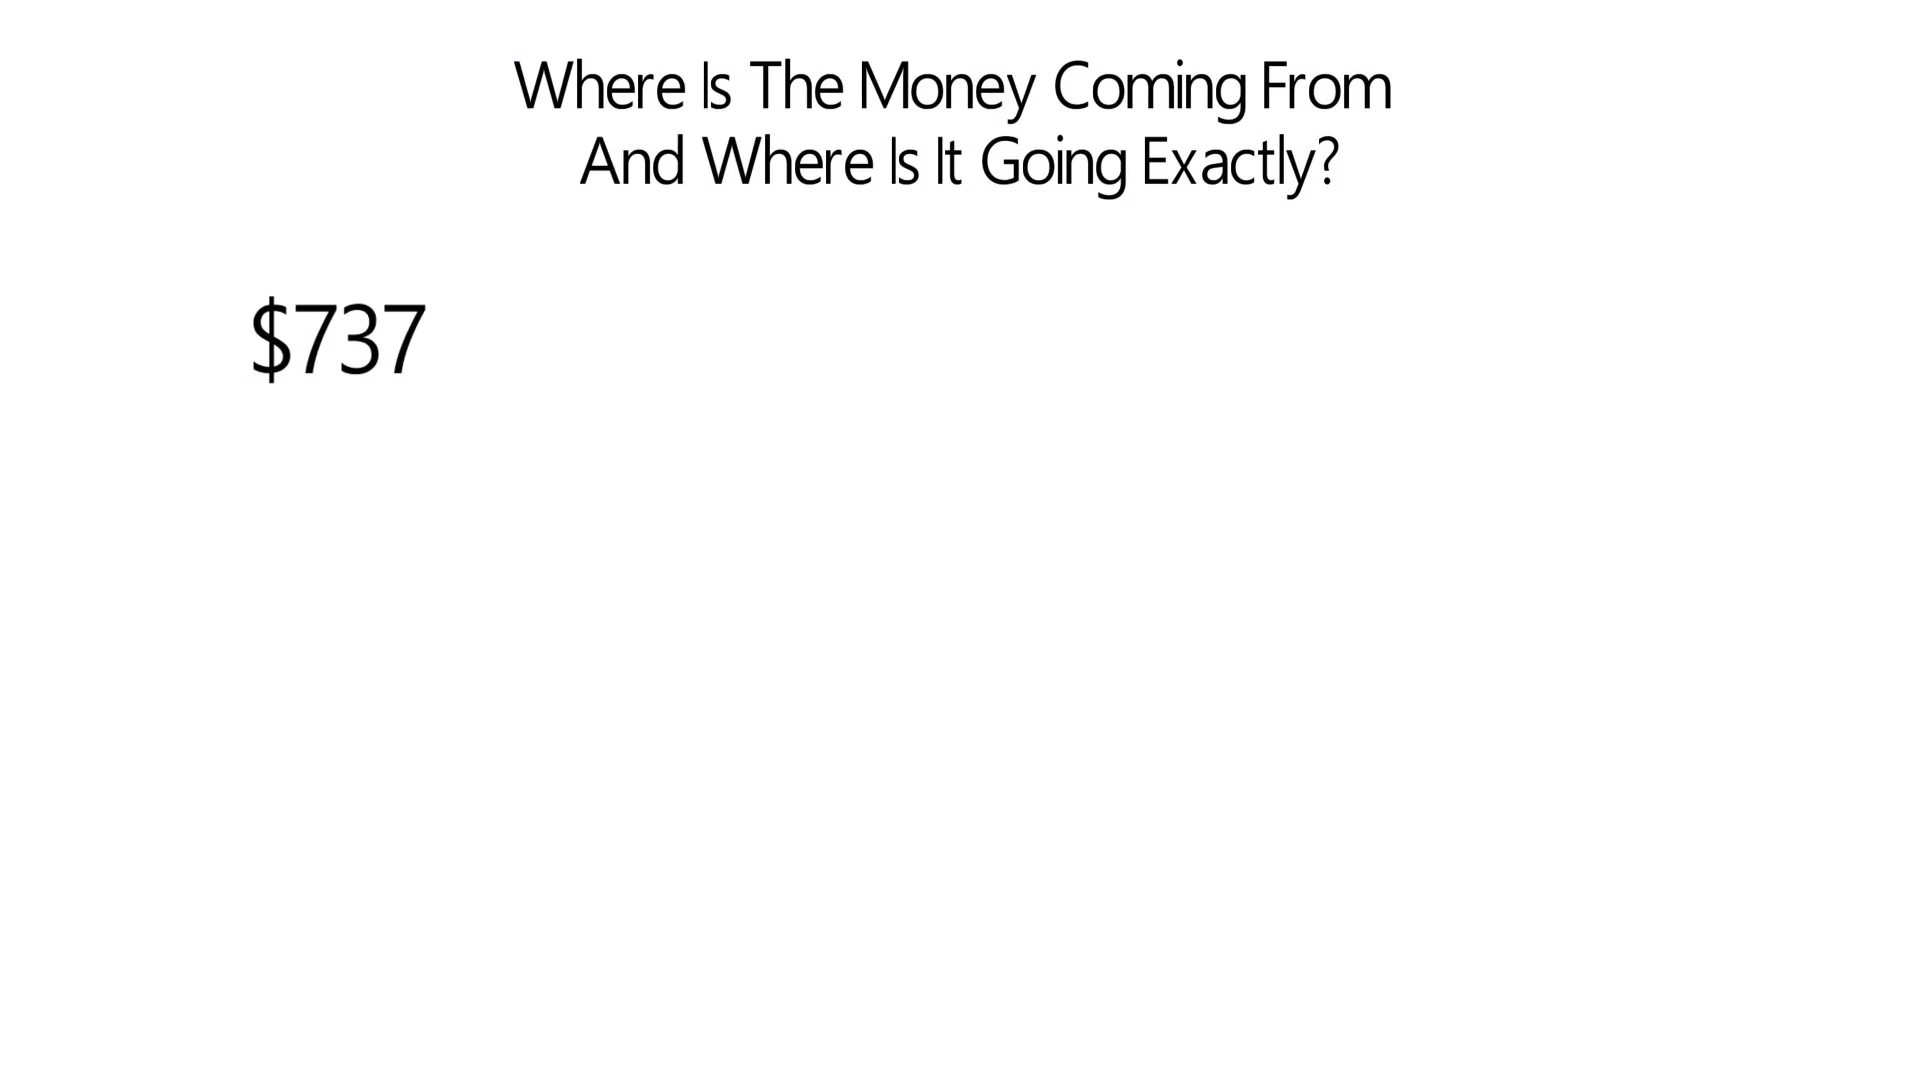 Where Is The Money Coming From
And Where Is It Going Exactly?
$737